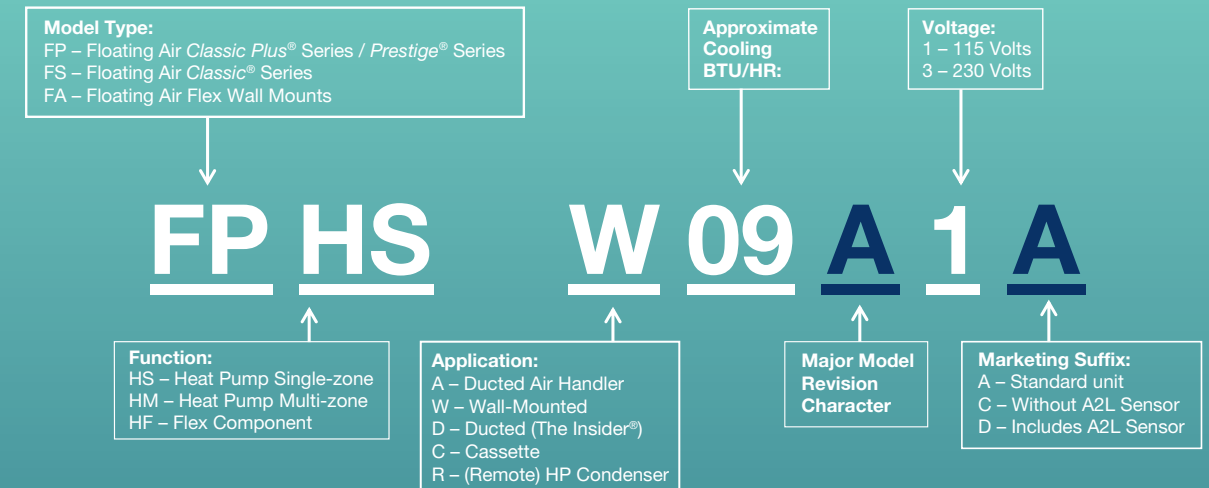 Model Type:
FP – Floating Air Classic Plus® Series / Prestige® Series
FS – Floating Air Classic® Series
FA – Floating Air Flex Wall Mounts
Approximate
Cooling
BTU/HR:
Voltage:
1 – 115 Volts
3 – 230 Volts
FP HS W 09 A 1 A
Function:
HS – Heat Pump Single-zone
HM – Heat Pump Multi-zone
HF – Flex Component
Application:
A – Ducted Air Handler
W – Wall-Mounted
D – Ducted (The Insider®)
C – Cassette
R – (Remote) HP Condenser
Major Model
Revision
Character
Marketing Suffix:
A – Standard unit
C – Without A2L Sensor
D – Includes A2L Sensor